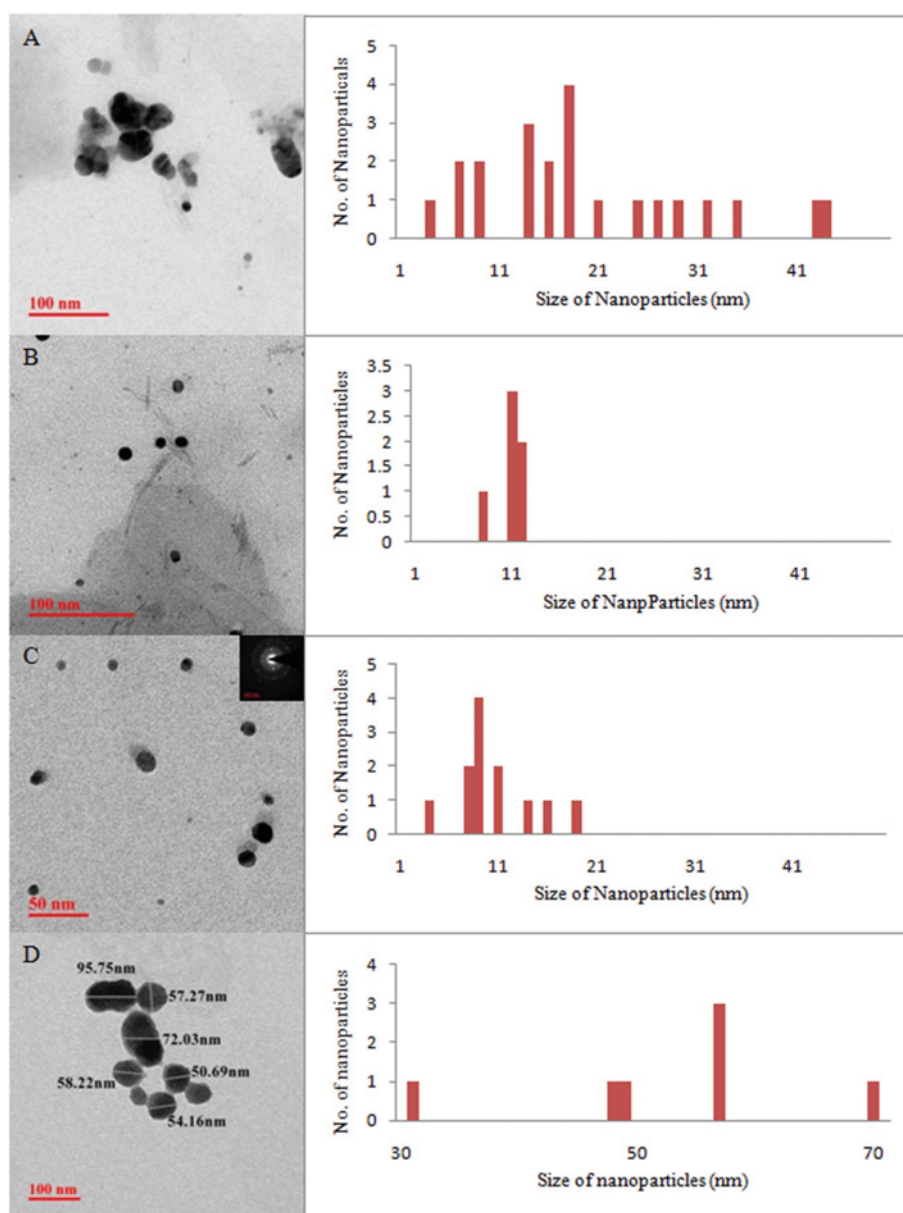 A
100 nm
No. of Nanoparticals
5
4
3
2
1
0
1 11 21 31 41
Size of Nanoparticles (nm)
B
100 nm
No. of Nanoparticles
3.5
3
2.5
2
1.5
1
0.5
0
1 11 21 31 41
Size of NanpParticles (nm)
C
50 nm
No. of Nanoparticles
5
4
3
2
1
0
1 11 21 31 41
Size of Nanoparticles (nm)
D
95.75nm
57.27nm
72.03nm
58.22nm
50.69nm
54.16nm
100 nm
No. of nanoparticles
4
3
2
1
0
30 50 70
Size of nanoparticles (nm)